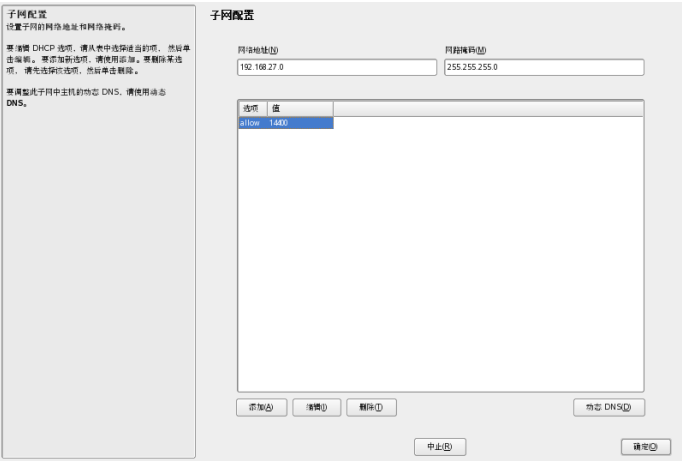 子网配置
设置子网的网络地址和网络掩码。
要编辑 DHCP 选项，请从表中选择适当的项， 然后单
击编辑。 要添加新选项，请使用添加。要删除某选
项， 请先选择该选项，然后单击删除。
要调整此子网中主机的动态 DNS，请使用动态
DNS。
子网配置
网络地址(N)
网路掩码(M)
192.168.27.0
255.255.255.0
选项 值
allow 14400
添加(A)
编辑(I)
删除(T)
动态 DNS(D)
中止(R)
确定(O)